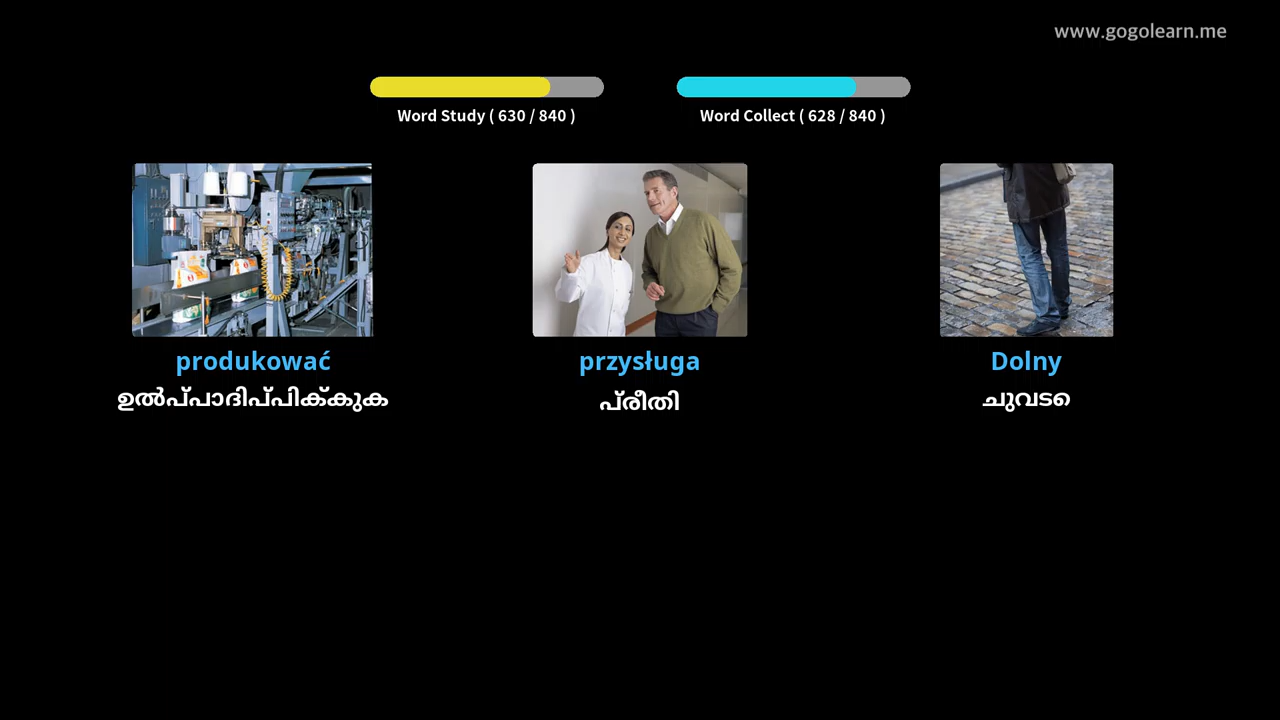 www.gogolearn.me
Word Study ( 630 / 840 )
Word Collect ( 628 / 840 )
produkować
ഉൽപ്പാദിപ്പിക്കുക
przysługa
പ്രീതി
Dolny
ചുവടെ